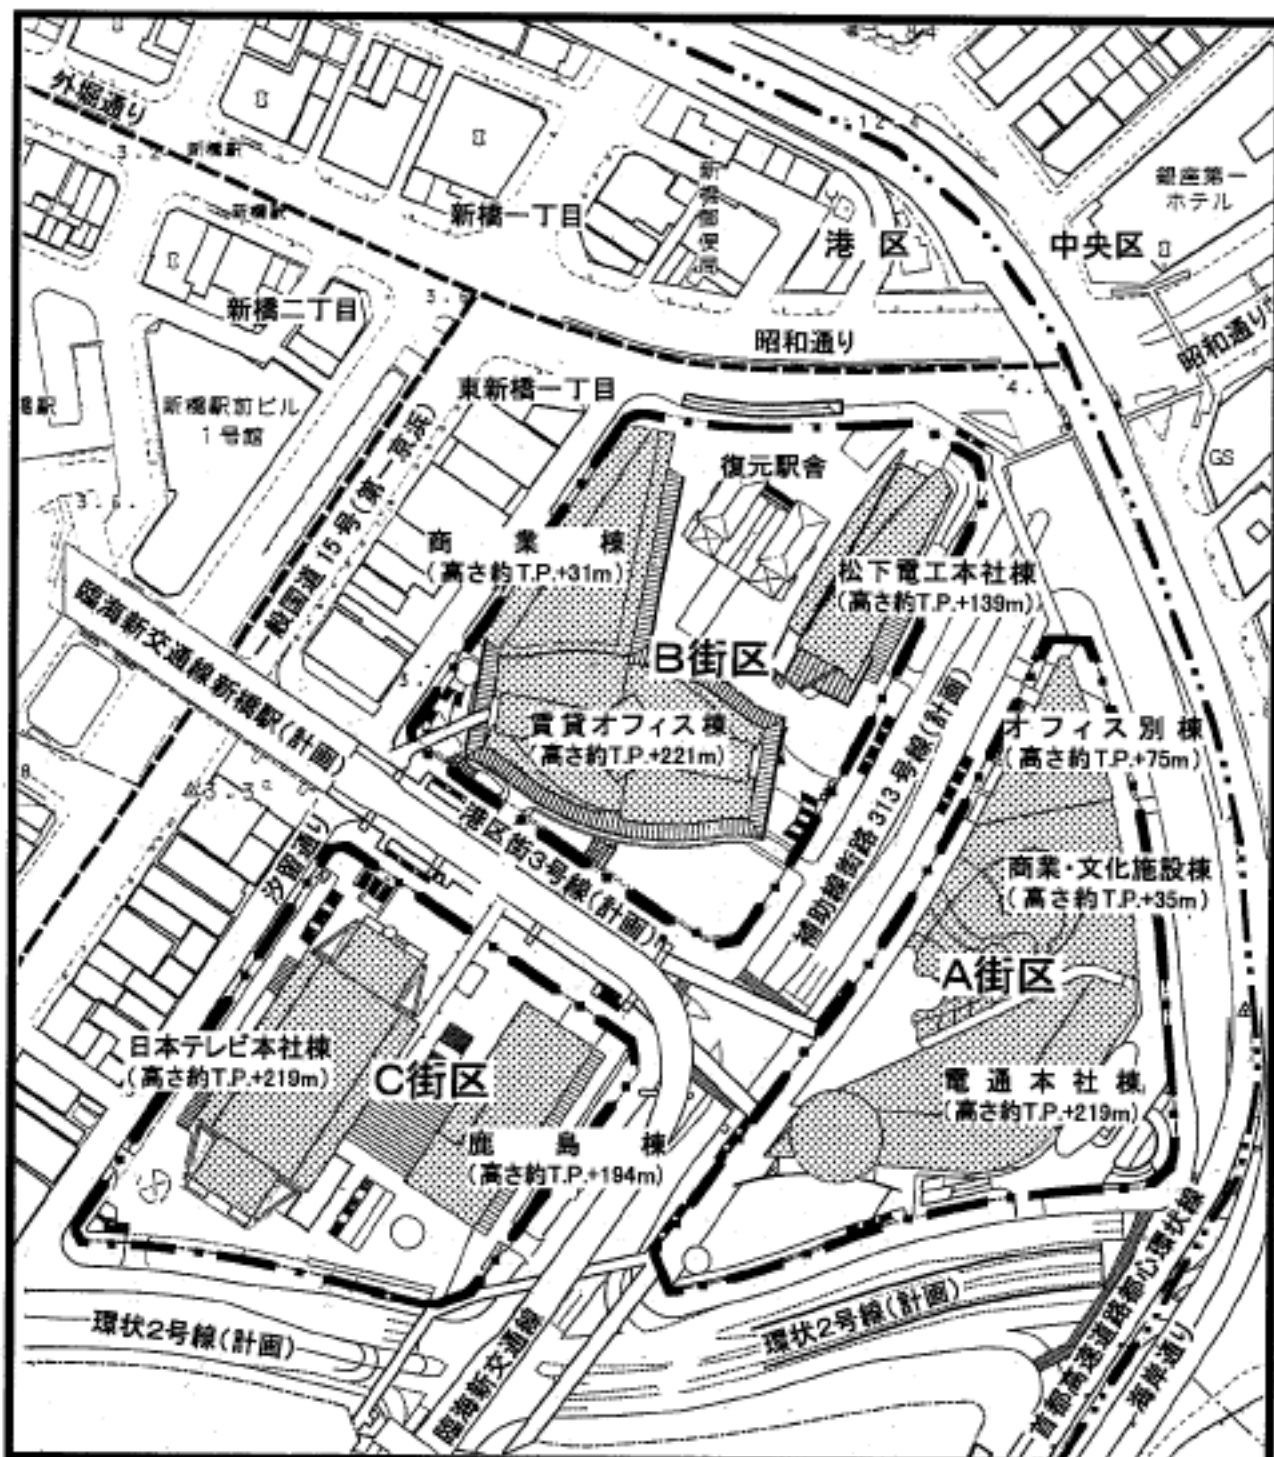 外堀通り
3.2
新橋駅
新橋駅
新橋一丁目
新橋郵便局
港区
12.4
中央区
銀座第一
ホテル
新橋二丁目
3.6
昭和通り
昭和通り
4.
新橋駅前ビル
1号館
東新橋一丁目
一般国道15号(第一京浜)
GS
復元駅舎
商業棟
(高さ約T.P.+31m)
松下電工本社棟
(高さ約T.P.+139m)
B街区
賃貸オフィス棟
(高さ約T.P.+221m)
臨海新交通線新橋駅(計画)
港区街3号線(計画)
補助線街路313号線(計画)
オフィス別棟
(高さ約T.P.+75m)
商業・文化施設棟
(高さ約T.P.+35m)
A街区
電通本社棟
(高さ約T.P.+219m)
汐留通り
日本テレビ本社棟
(高さ約T.P.+219m)
C街区
鹿島棟
(高さ約T.P.+194m)
環状2号線(計画)
臨海新交通線
環状2号線(計画)
首都高速道路都心環状線
海岸通り